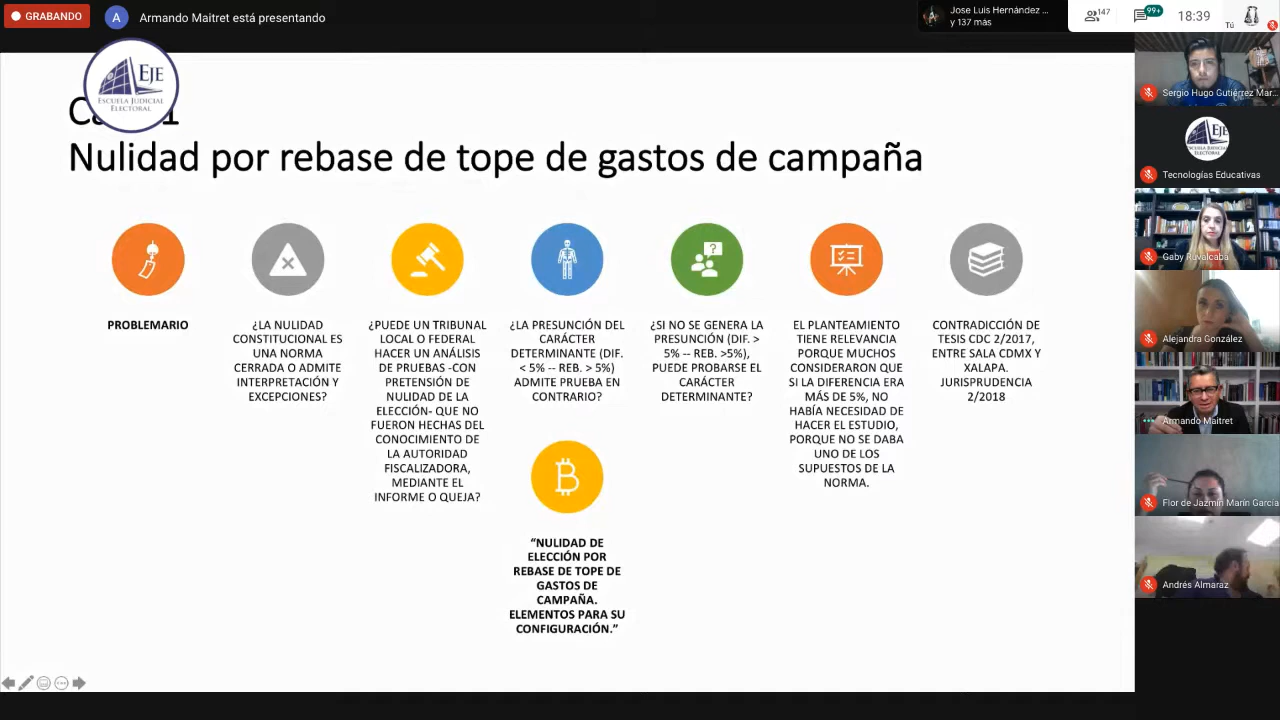 GRABANDO
A
Armando Maitret está presentando
Jose Luis Hernández ...
y 137 más
147
99+
18:39
Tú
EJE
ESCUELA JUDICIAL
ELECTORAL
Nulidad por rebase de tope de gastos de campaña
PROBLEMARIO
¿LA NULIDAD
CONSTITUCIONAL ES
UNA NORMA
CERRADA O ADMITE
INTERPRETACIÓN Y
EXCEPCIONES?
¿PUEDE UN TRIBUNAL
LOCAL O FEDERAL
HACER UN ANÁLISIS
DE PRUEBAS -CON
PRETENSIÓN DE
NULIDAD DE LA
ELECCIÓN- QUE NO
FUERON HECHAS DEL
CONOCIMIENTO DE
LA AUTORIDAD
FISCALIZADORA,
MEDIANTE EL
INFORME O QUEJA?
¿LA PRESUNCIÓN DEL
CARÁCTER
DETERMINANTE (DIF.
< 5% -- REB. > 5%)
ADMITE PRUEBA EN
CONTRARIO?
¿SI NO SE GENERA LA
PRESUNCIÓN (DIF. >
5% -- REB. >5%),
PUEDE PROBARSE EL
CARÁCTER
DETERMINANTE?
EL PLANTEAMIENTO
TIENE RELEVANCIA
PORQUE MUCHOS
CONSIDERARON QUE
SI LA DIFERENCIA ERA
MÁS DE 5%, NO
HABÍA NECESIDAD DE
HACER EL ESTUDIO,
PORQUE NO SE DABA
UNO DE LOS
SUPUESTOS DE LA
NORMA.
CONTRADICCIÓN DE
TESIS CDC 2/2017,
ENTRE SALA CDMX Y
XALAPA.
JURISPRUDENCIA
2/2018
“NULIDAD DE
ELECCIÓN POR
REBASE DE TOPE DE
GASTOS DE
CAMPAÑA.
ELEMENTOS PARA SU
CONFIGURACIÓN.”
Sergio Hugo Gutiérrez Mar...
EJE
Tecnologías Educativas
Gaby Ruvalcaba
Alejandra González
Armando Maitret
Flor de Jazmín Marín García
Andrés Almaraz